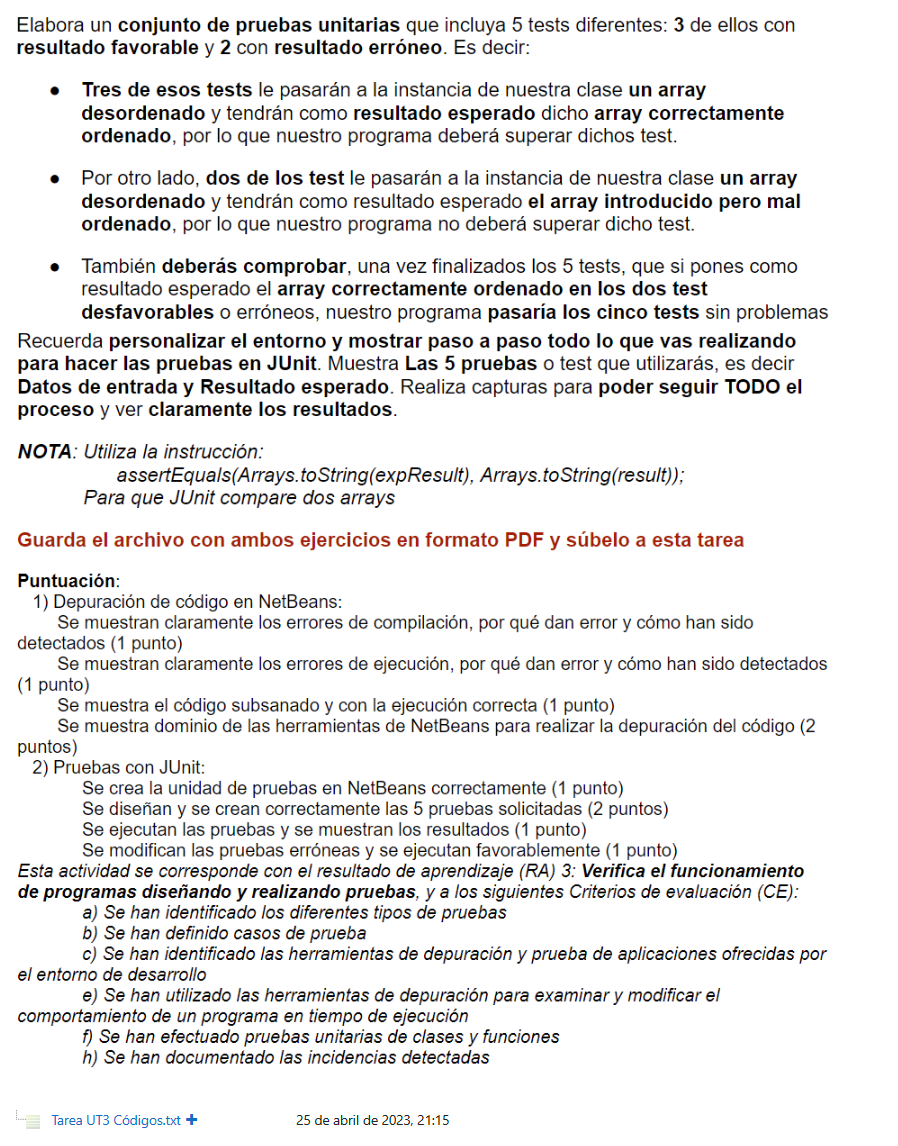 Elabora un conjunto de pruebas unitarias que incluya 5 tests diferentes: 3 de ellos con
resultado favorable y 2 con resultado erróneo. Es decir:
● Tres de esos tests le pasarán a la instancia de nuestra clase un array
desordenado y tendrán como resultado esperado dicho array correctamente
ordenado, por lo que nuestro programa deberá superar dichos test.
● Por otro lado, dos de los test le pasarán a la instancia de nuestra clase un array
desordenado y tendrán como resultado esperado el array introducido pero mal
ordenado, por lo que nuestro programa no deberá superar dicho test.
● También deberás comprobar, una vez finalizados los 5 tests, que si pones como
resultado esperado el array correctamente ordenado en los dos test
desfavorables o erróneos, nuestro programa pasaría los cinco tests sin problemas
Recuerda personalizar el entorno y mostrar paso a paso todo lo que vas realizando
para hacer las pruebas en JUnit. Muestra Las 5 pruebas o test que utilizarás, es decir
Datos de entrada y Resultado esperado. Realiza capturas para poder seguir TODO el
proceso y ver claramente los resultados.
NOTA: Utiliza la instrucción:
assertEquals(Arrays.toString(expResult), Arrays.toString(result));
Para que JUnit compare dos arrays
Guarda el archivo con ambos ejercicios en formato PDF y súbelo a esta tarea
Puntuación:
1) Depuración de código en NetBeans:
Se muestran claramente los errores de compilación, por qué dan error y cómo han sido
detectados (1 punto)
Se muestran claramente los errores de ejecución, por qué dan error y cómo han sido detectados
(1 punto)
Se muestra el código subsanado y con la ejecución correcta (1 punto)
Se muestra dominio de las herramientas de NetBeans para realizar la depuración del código (2
puntos)
2) Pruebas con JUnit:
Se crea la unidad de pruebas en NetBeans correctamente (1 punto)
Se diseñan y se crean correctamente las 5 pruebas solicitadas (2 puntos)
Se ejecutan las pruebas y se muestran los resultados (1 punto)
Se modifican las pruebas erróneas y se ejecutan favorablemente (1 punto)
Esta actividad se corresponde con el resultado de aprendizaje (RA) 3: Verifica el funcionamiento
de programas diseñando y realizando pruebas, y a los siguientes Criterios de evaluación (CE):
a) Se han identificado los diferentes tipos de pruebas
b) Se han definido casos de prueba
c) Se han identificado las herramientas de depuración y prueba de aplicaciones ofrecidas por
el entorno de desarrollo
e) Se han utilizado las herramientas de depuración para examinar y modificar el
comportamiento de un programa en tiempo de ejecución
f) Se han efectuado pruebas unitarias de clases y funciones
h) Se han documentado las incidencias detectadas
Tarea UT3 Códigos.txt 25 de abril de 2023, 21:15